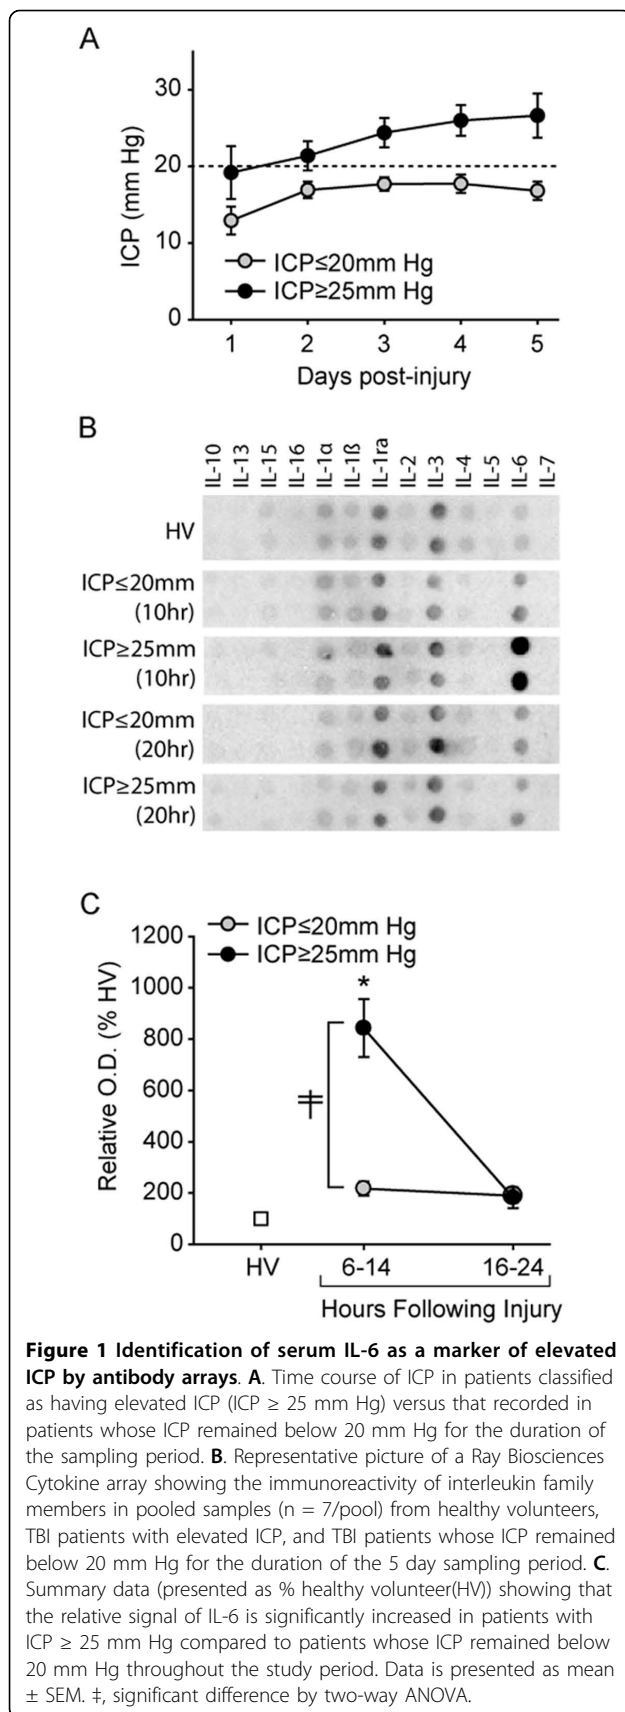 A
30
20
10
0
ICP (mm Hg)
ICP≤20mm Hg
ICP≥25mm Hg
1 2 3 4 5
Days post-injury
B
IL-10 IL-13 IL-15 IL-16 IL-1α IL-1ß IL-1ra IL-2 IL-3 IL-4 IL-5 IL-6 IL-7
HV
ICP≤20mm
(10hr)
ICP≥25mm
(10hr)
ICP≤20mm
(20hr)
ICP≥25mm
(20hr)
C
ICP≤20mm Hg
ICP≥25mm Hg
1200
1000
800
600
400
200
0
Relative O.D. (% HV)
*
‡
HV 6-14 16-24
Hours Following Injury
Figure 1 Identification of serum IL-6 as a marker of elevated
ICP by antibody arrays. A. Time course of ICP in patients classified
as having elevated ICP (ICP ≥ 25 mm Hg) versus that recorded in
patients whose ICP remained below 20 mm Hg for the duration of
the sampling period. B. Representative picture of a Ray Biosciences
Cytokine array showing the immunoreactivity of interleukin family
members in pooled samples (n = 7/pool) from healthy volunteers,
TBI patients with elevated ICP, and TBI patients whose ICP remained
below 20 mm Hg for the duration of the 5 day sampling period. C.
Summary data (presented as % healthy volunteer(HV)) showing that
the relative signal of IL-6 is significantly increased in patients with
ICP ≥ 25 mm Hg compared to patients whose ICP remained below
20 mm Hg throughout the study period. Data is presented as mean
± SEM. ‡, significant difference by two-way ANOVA.